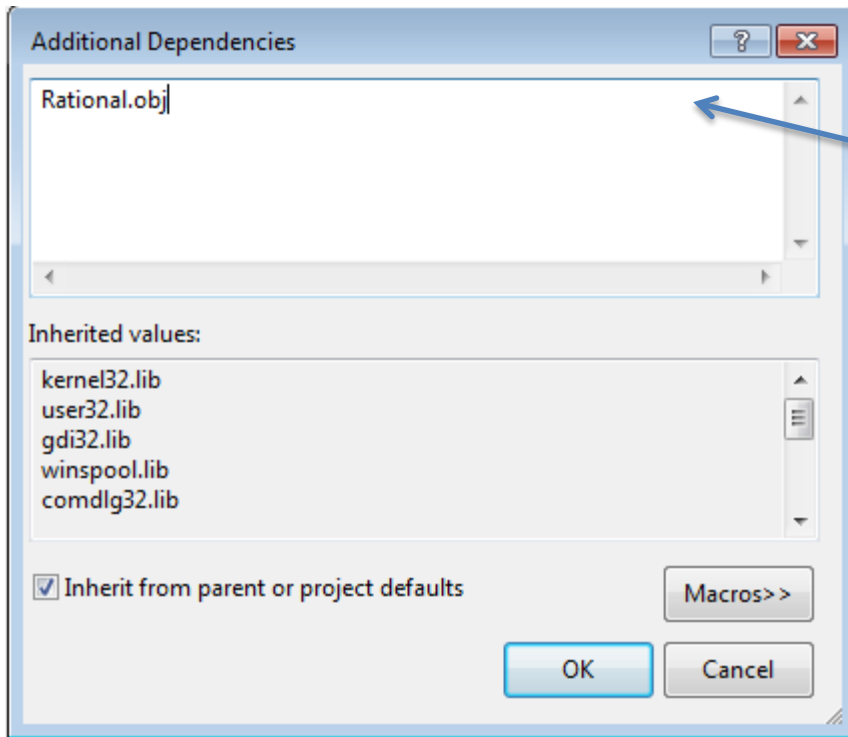 Additional Dependencies
Rational.obj
Inherited values:
kernel32.lib
user32.lib
gdi32.lib
winspool.lib
comdlg32.lib
Inherit from parent or project defaults
Macros>>
OK
Cancel